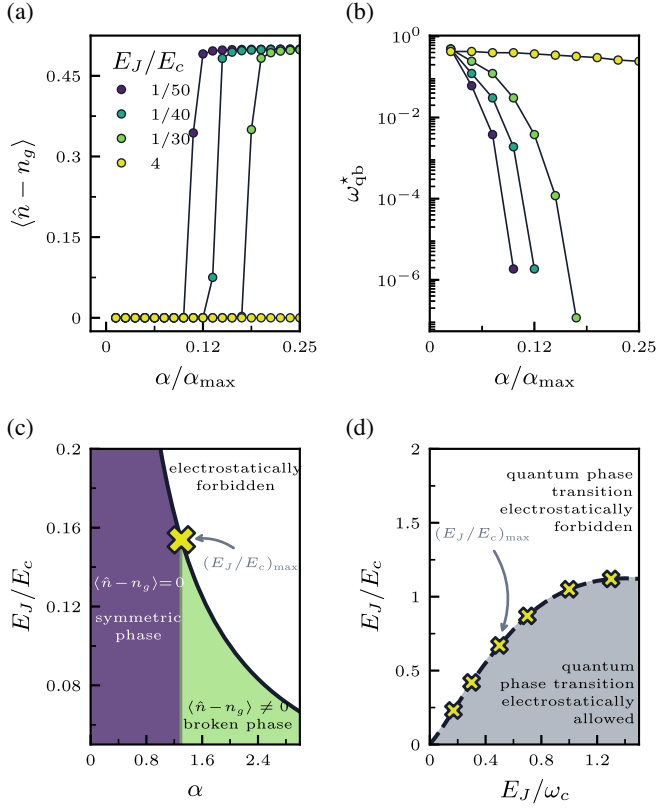 (a)
(b)
E_J/E_c
1/50
1/40
1/30
4
0.45
0.3
0.15
0
⟨n̂ − n_g⟩
0
0.12
0.25
α/α_max
10^0
10^−2
10^−4
10^−6
ω*_qb
0
0.12
0.25
α/α_max
(c)
(d)
0.2
0.16
0.12
0.08
E_J/E_c
electrostatically
forbidden
(E_J/E_c)_max
⟨n̂ − n_g⟩=0
symmetric
phase
⟨n̂ − n_g⟩ ≠ 0
broken phase
0
0.8
1.6
2.4
α
2
1.5
1
0.5
0
E_J/E_c
quantum phase
transition
electrostatically
forbidden
(E_J/E_c)_max
quantum
phase transition
electrostatically
allowed
0
0.4
0.8
1.2
E_J/ω_c